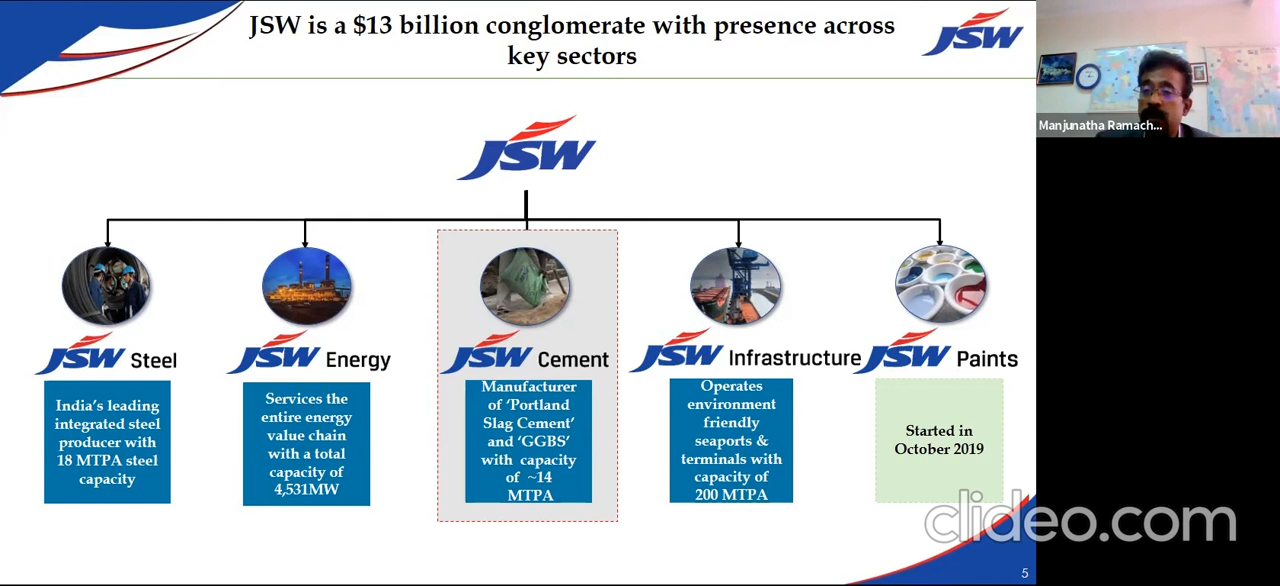 JSW is a $13 billion conglomerate with presence across
key sectors
JSW
Manjunatha Ramach...
JSW
JSW Steel
JSW Energy
JSW Cement
JSW Infrastructure
JSW Paints
India's leading
integrated steel
producer with
18 MTPA steel
capacity
Services the
entire energy
value chain
with a total
capacity of
4,531MW
Manufacturer
of 'Portland
Slag Cement'
and 'GGBS'
with capacity
of ~14
MTPA
Operates
environment
friendly
seaports &
terminals with
capacity of
200 MTPA
Started in
October 2019
clideo.com
5